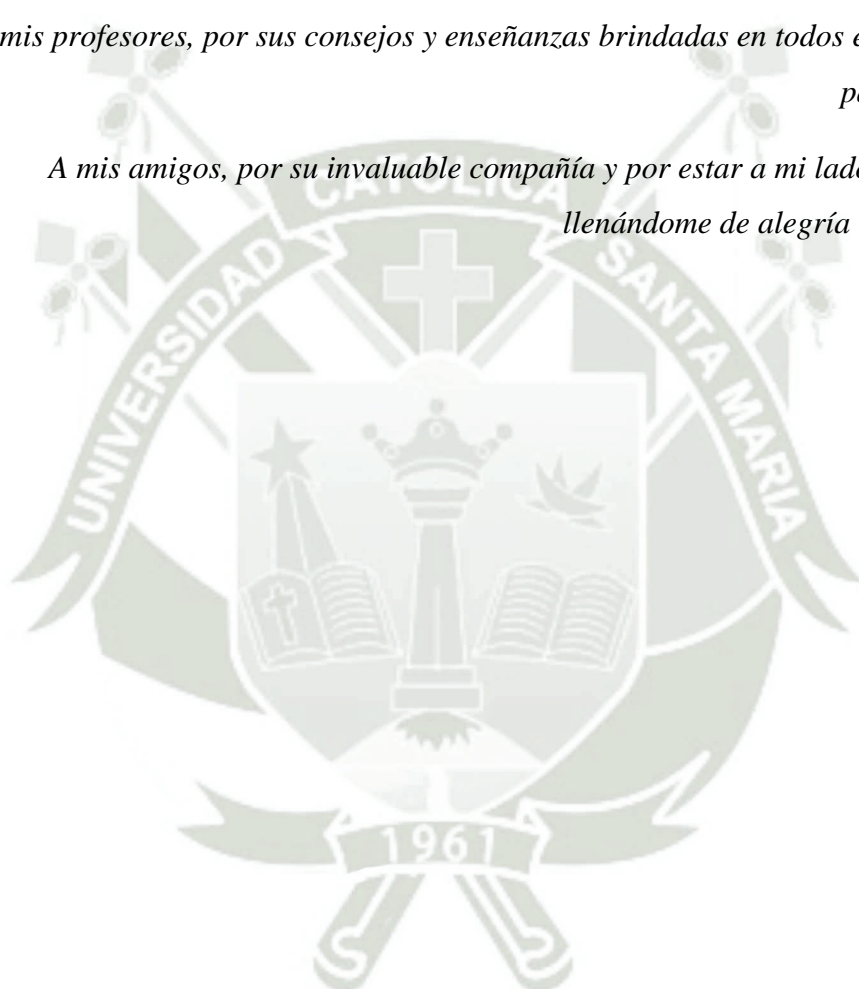 mis profesores, por sus consejos y enseñanzas brindadas en todos
A mis amigos, por su invaluable compañía y por estar a mi lado
llenándome de alegría
UNIVERSIDAD CATOLICA SANTA MARIA
1961